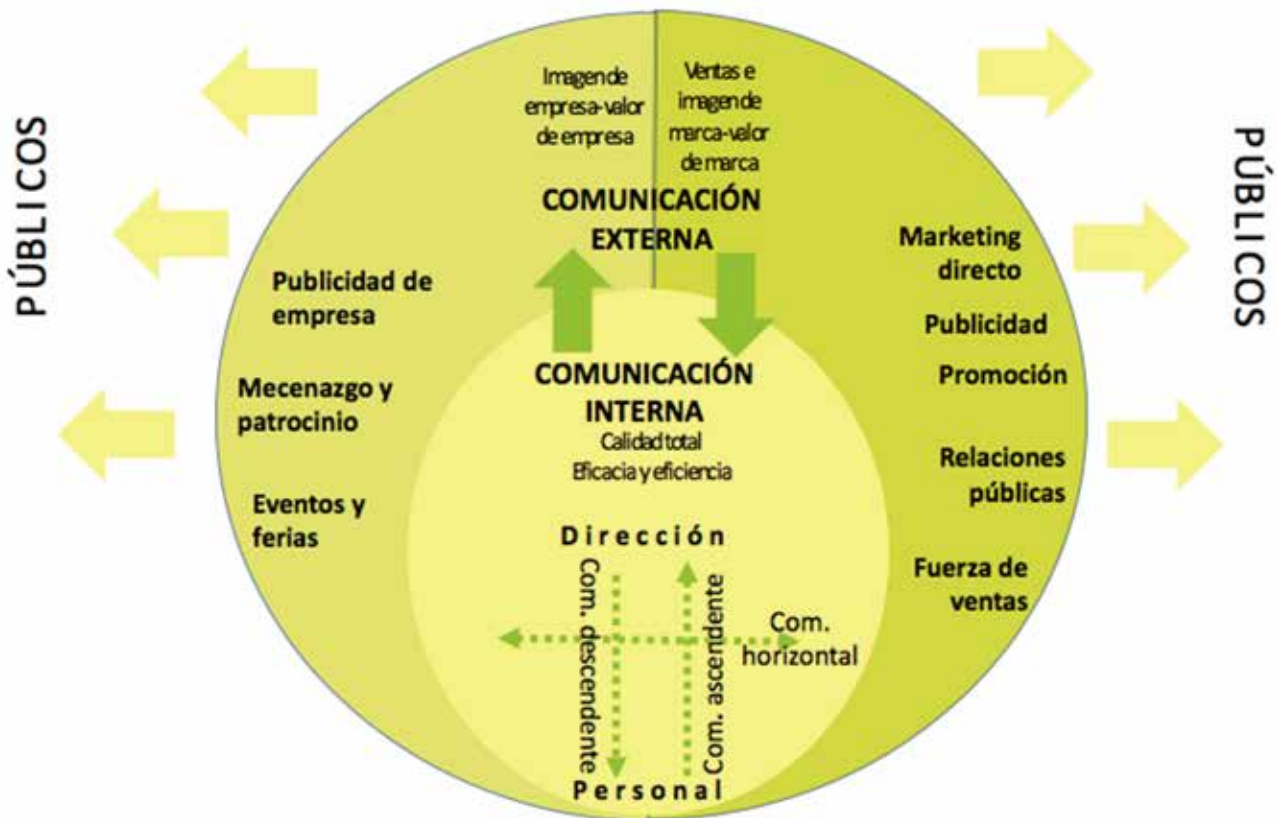 PÚBLICOS
Imagen de
empresa-valor
de empresa
Ventas e
imagen de
marca-valor
de marca
COMUNICACIÓN
EXTERNA
Publicidad de
empresa
Mecenazgo y
patrocinio
Eventos y
ferias
Marketing
directo
Publicidad
Promoción
Relaciones
públicas
Fuerza de
ventas
COMUNICACIÓN
INTERNA
Calidad total
Eficacia y eficiencia
Dirección
Com. descendente
Com. ascendente
Com.
horizontal
Personal
PÚBLICOS